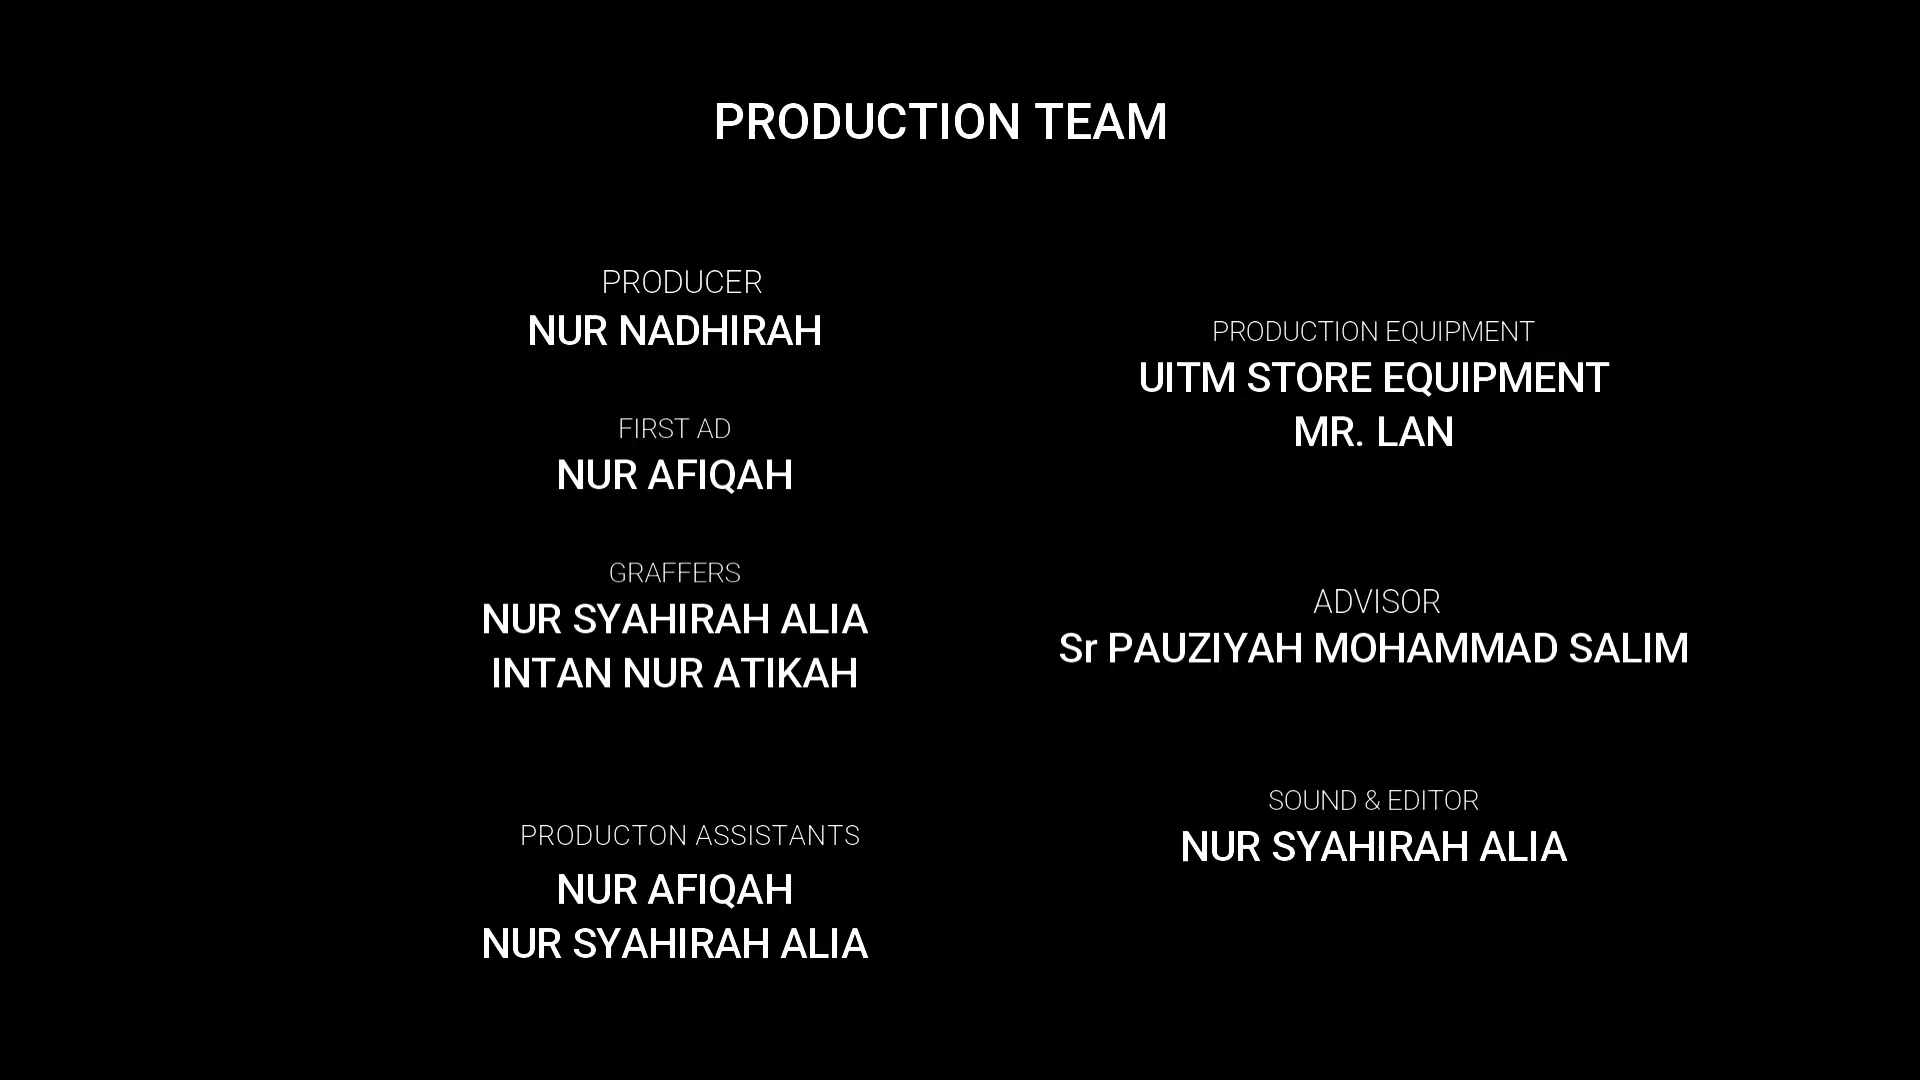 PRODUCTION TEAM
PRODUCER
NUR NADHIRAH
FIRST AD
NUR AFIQAH
GRAFFERS
NUR SYAHIRAH ALIA
INTAN NUR ATIKAH
PRODUCTON ASSISTANTS
NUR AFIQAH
NUR SYAHIRAH ALIA
PRODUCTION EQUIPMENT
UITM STORE EQUIPMENT
MR. LAN
ADVISOR
Sr PAUZIYAH MOHAMMAD SALIM
SOUND & EDITOR
NUR SYAHIRAH ALIA